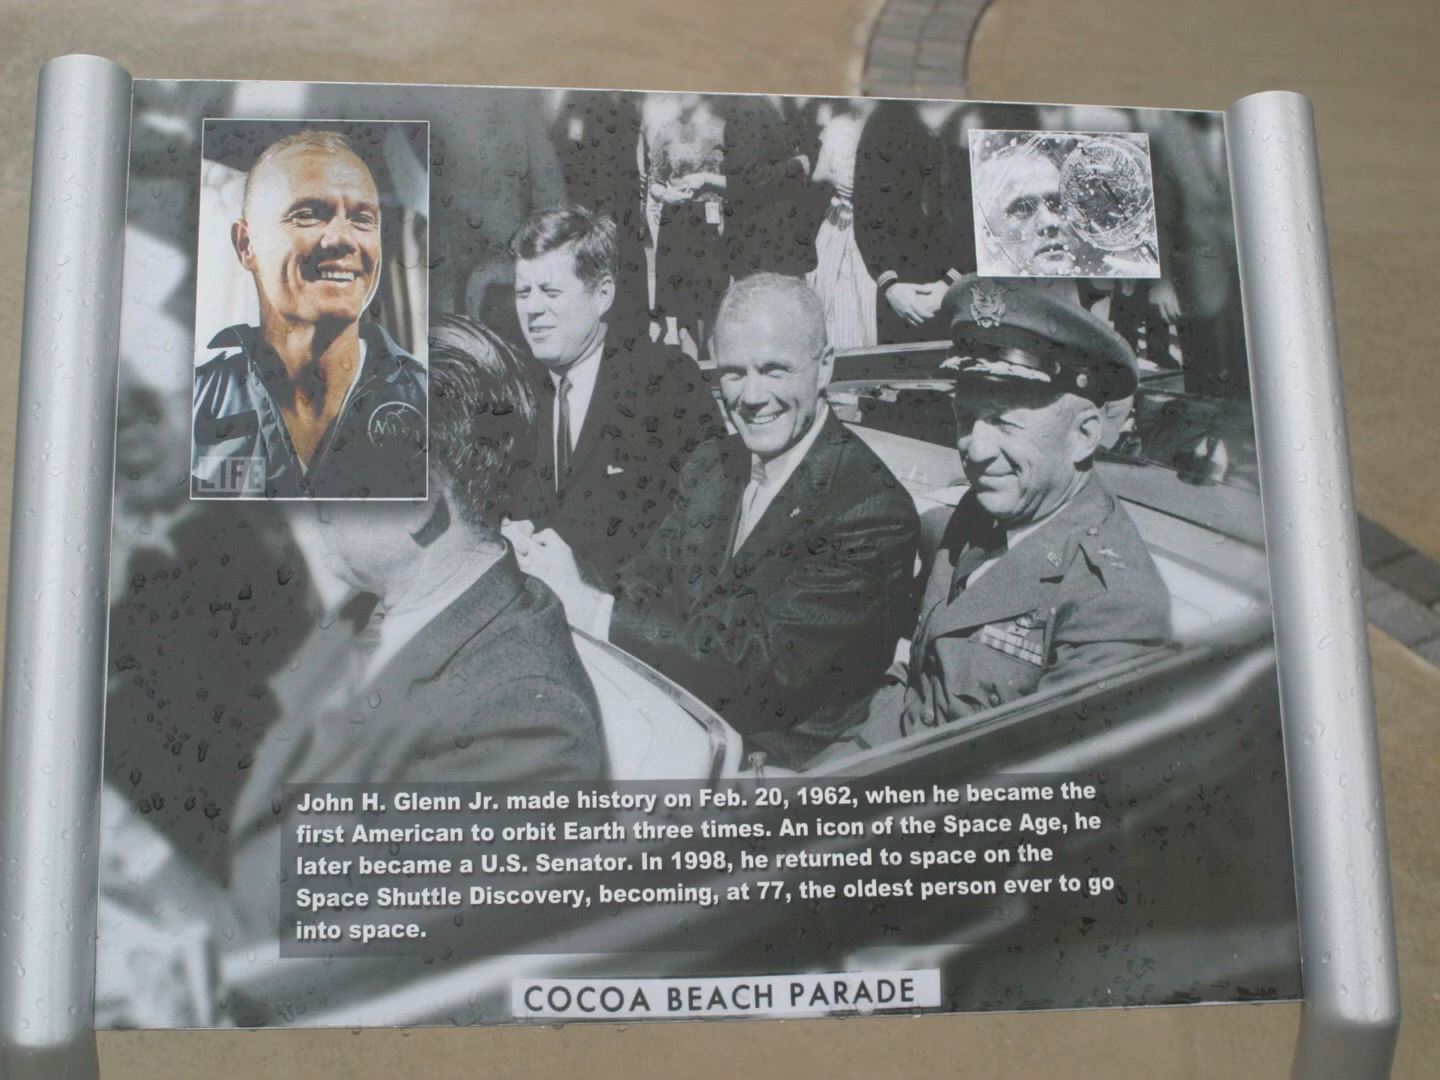 LIFE
NASA
John H. Glenn Jr. made history on Feb. 20, 1962, when he became the
first American to orbit Earth three times. An icon of the Space Age, he
later became a U.S. Senator. In 1998, he returned to space on the
Space Shuttle Discovery, becoming, at 77, the oldest person ever to go
into space.
COCOA BEACH PARADE